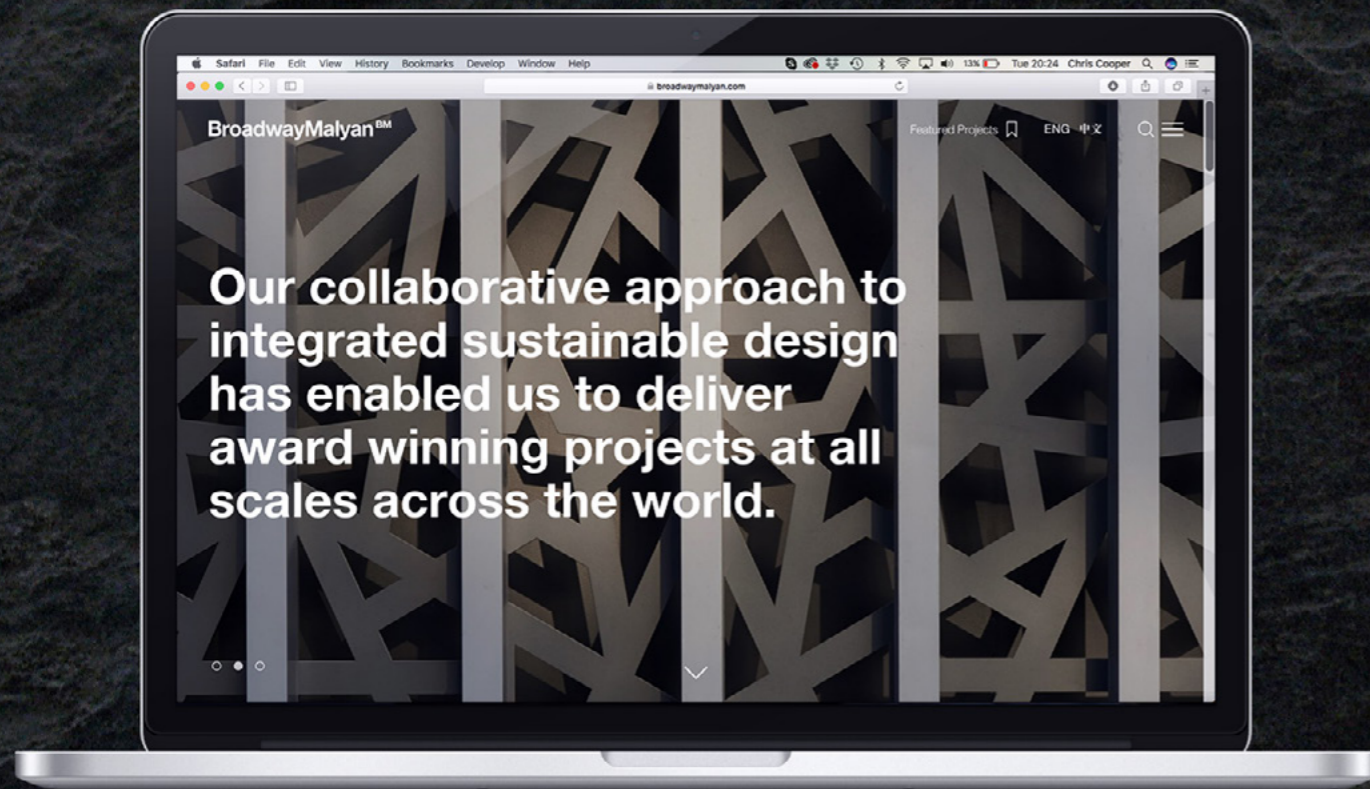 Safari File Edit View History Bookmarks Develop Window Help 13% Tue 20:24 Chris Cooper
broadwaymalyan.com
BroadwayMalyan BM Featured Projects ENG 中文
Our collaborative approach to
integrated sustainable design
has enabled us to deliver
award winning projects at all
scales across the world.